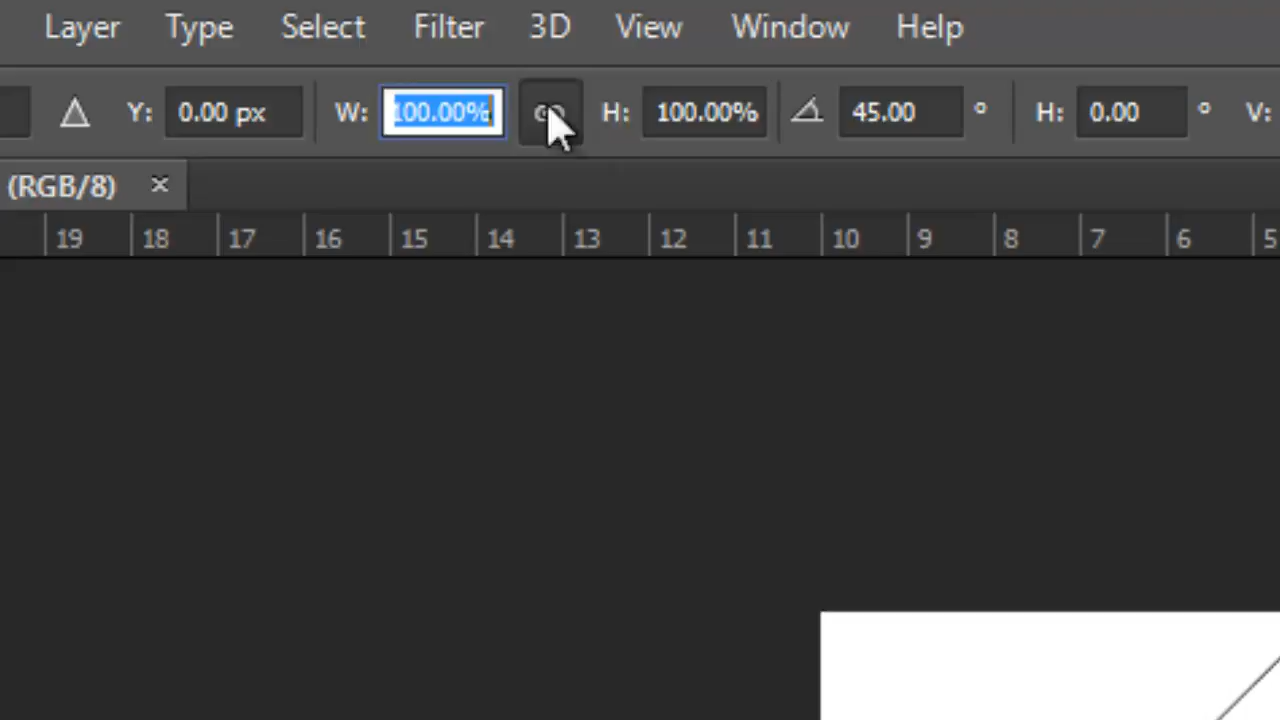 Layer Type Select Filter 3D View Window Help
Y: 0.00 px W: 100.00% H: 100.00% 45.00 ° H: 0.00 ° V:
(RGB/8) ×
19 18 17 16 15 14 13 12 11 10 9 8 7 6 5